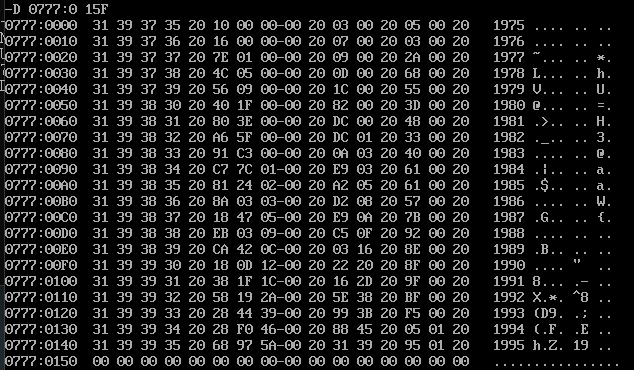 -D 0777:0 15F
0777:0000  31 39 37 35 20 10 00 00-00 20 03 00 20 05 00 20   1975 .... .. ..
0777:0010  31 39 37 36 20 16 00 00-00 20 07 00 20 03 00 20   1976 .... .. ..
0777:0020  31 39 37 37 20 7E 01 00-00 20 09 00 20 2A 00 20   1977 ~... .. *.
0777:0030  31 39 37 38 20 4C 05 00-00 20 0D 00 20 68 00 20   1978 L... .. h.
0777:0040  31 39 37 39 20 56 09 00-00 20 1C 00 20 55 00 20   1979 V... .. U.
0777:0050  31 39 38 30 20 40 1F 00-00 20 82 00 20 3D 00 20   1980 @... .. =.
0777:0060  31 39 38 31 20 80 3E 00-00 20 DC 00 20 48 00 20   1981 .>.. .. H.
0777:0070  31 39 38 32 20 A6 5F 00-00 20 DC 01 20 33 00 20   1982 ._.. .. 3.
0777:0080  31 39 38 33 20 91 C3 00-00 20 0A 03 20 40 00 20   1983 .... .. @.
0777:0090  31 39 38 34 20 C7 7C 01-00 20 E9 03 20 61 00 20   1984 .|.. .. a.
0777:00A0  31 39 38 35 20 81 24 02-00 20 A2 05 20 61 00 20   1985 .$.. .. a.
0777:00B0  31 39 38 36 20 8A 03 03-00 20 D2 08 20 57 00 20   1986 .... .. W.
0777:00C0  31 39 38 37 20 18 47 05-00 20 E9 0A 20 7B 00 20   1987 .G.. .. {.
0777:00D0  31 39 38 38 20 EB 03 09-00 20 C5 0F 20 92 00 20   1988 .... .. ..
0777:00E0  31 39 38 39 20 CA 42 0C-00 20 03 16 20 8E 00 20   1989 .B.. .. ..
0777:00F0  31 39 39 30 20 18 0D 12-00 20 22 20 20 8F 00 20   1990 .... "  ..
0777:0100  31 39 39 31 20 38 1F 1C-00 20 16 2D 20 9F 00 20   1991 8... .- ..
0777:0110  31 39 39 32 20 58 19 2A-00 20 5E 38 20 BF 00 20   1992 X.*. ^8 ..
0777:0120  31 39 39 33 20 28 44 39-00 20 99 3B 20 F5 00 20   1993 (D9. .; ..
0777:0130  31 39 39 34 20 28 F0 46-00 20 88 45 20 05 01 20   1994 (.F. .E ..
0777:0140  31 39 39 35 20 68 97 5A-00 20 31 39 20 95 01 20   1995 h.Z. 19 ..
0777:0150  00 00 00 00 00 00 00 00-00 00 00 00 00 00 00 00   ................